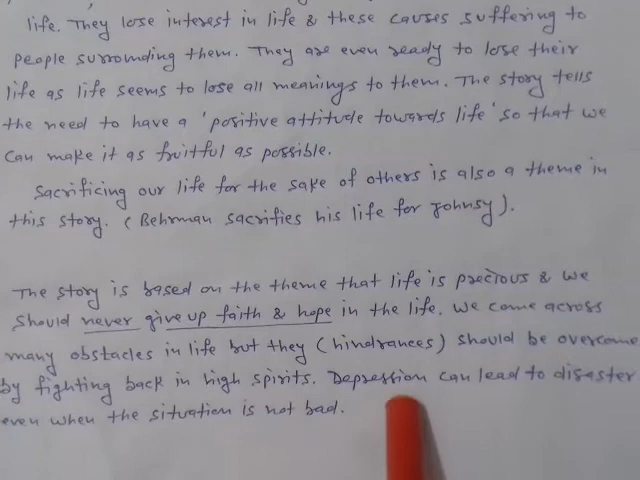 life. They lose interest in life & these causes suffering to
people surrounding them. They are even ready to lose their
life as life seems to lose all meanings to them. The story tells
the need to have a 'positive attitude towards life' so that we
can make it as fruitful as possible.
Sacrificing our life for the sake of others is also a theme in
this story. (Behrman sacrifies his life for Johnsy).
The story is based on the theme that life is precious & we
should never give up faith & hope in the life. We come across
many obstacles in life but they (hindrances) should be overcome
by fighting back in high spirits. Depression can lead to disaster
even when the situation is not bad.